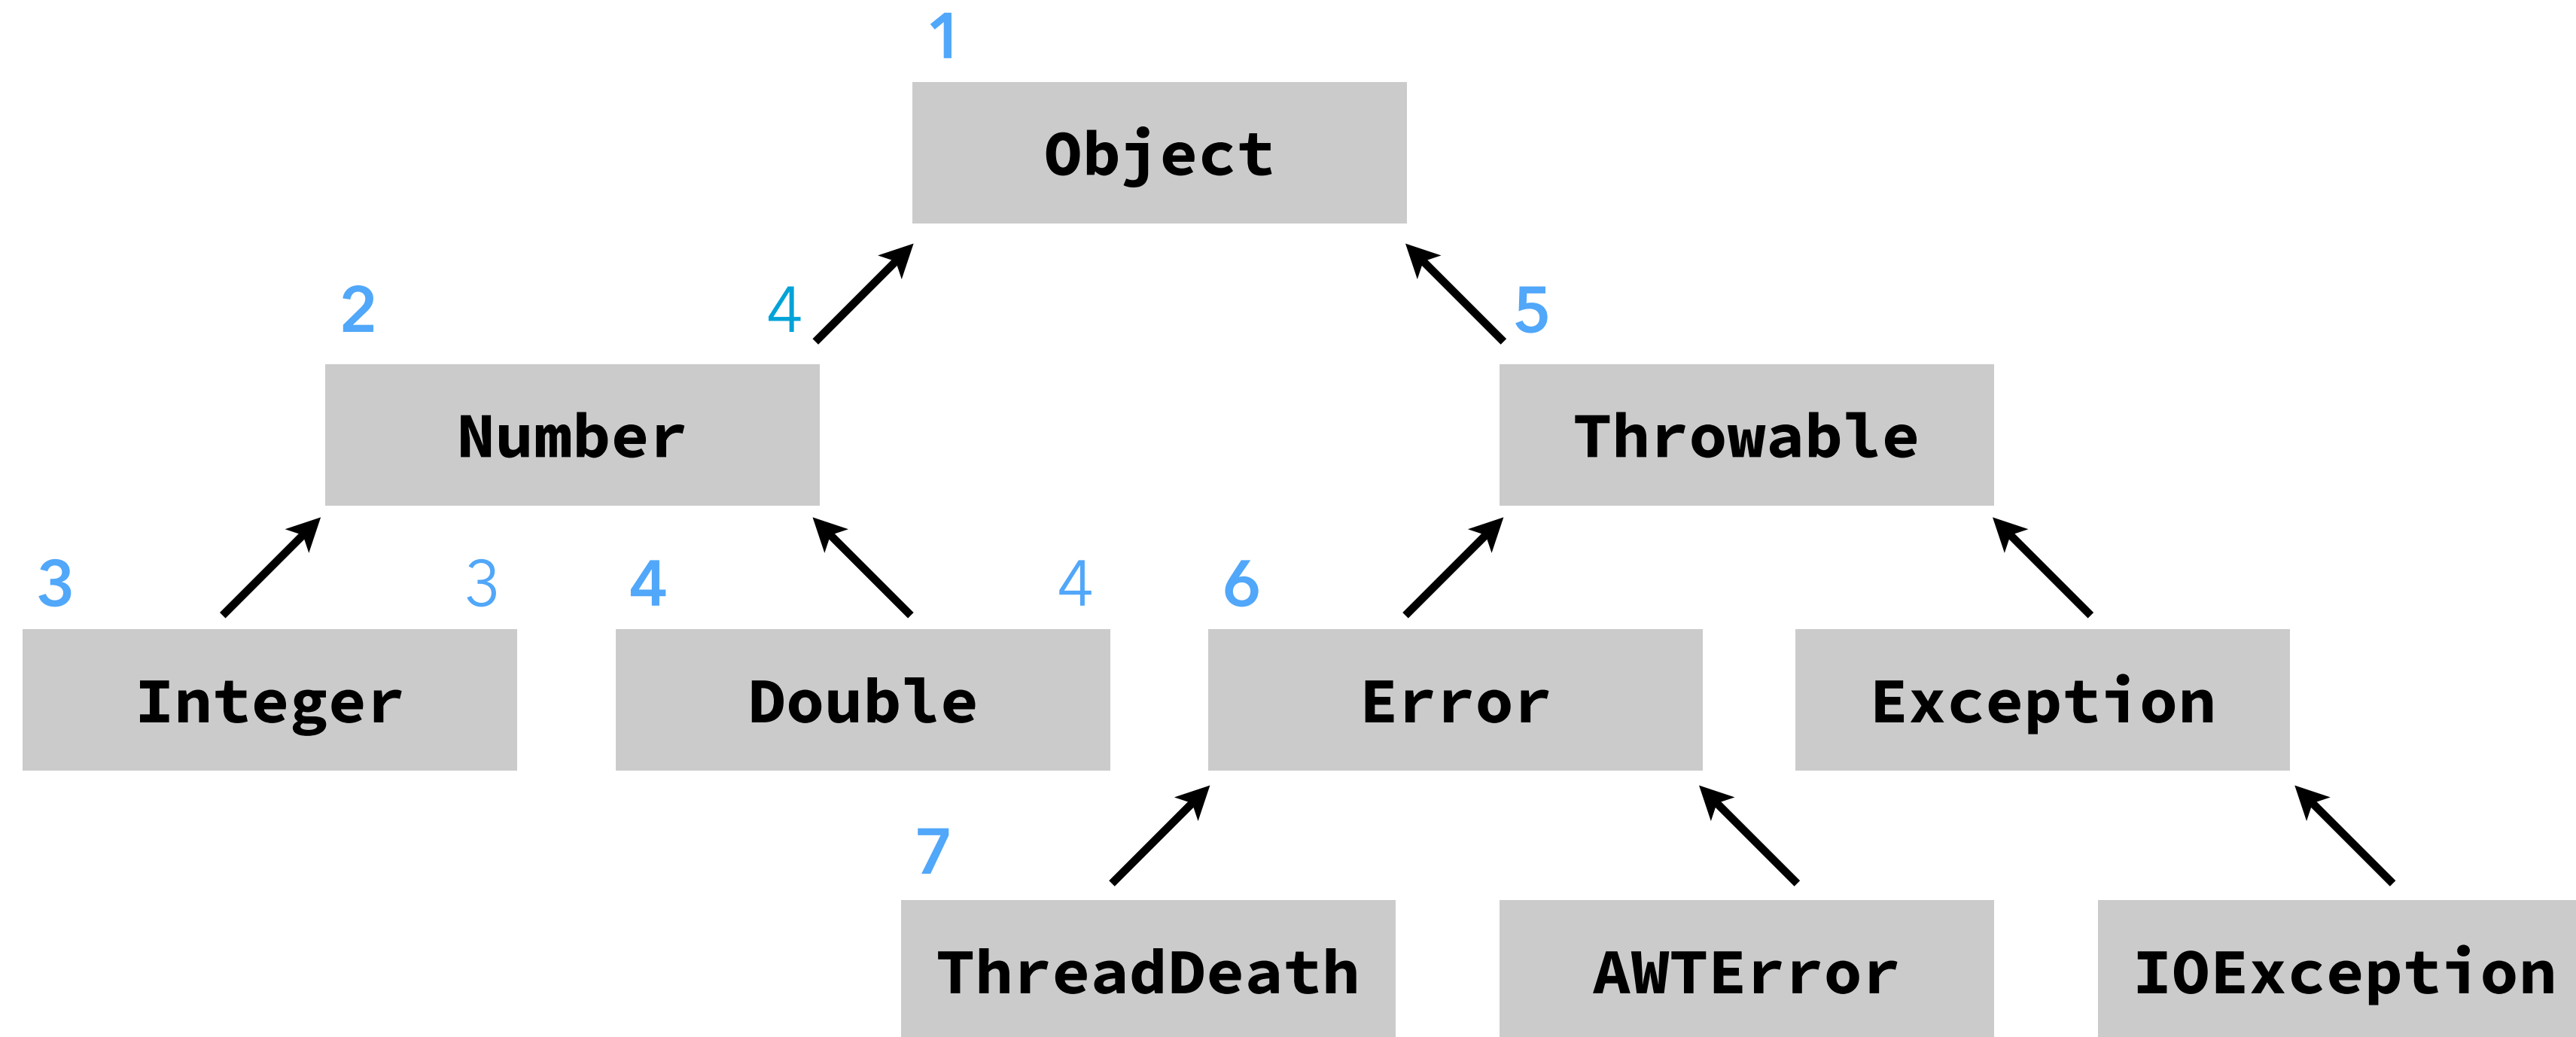 1
Object
2 4 5
Number Throwable
3 3 4 4 6
Integer Double Error Exception
7
ThreadDeath AWTError IOException